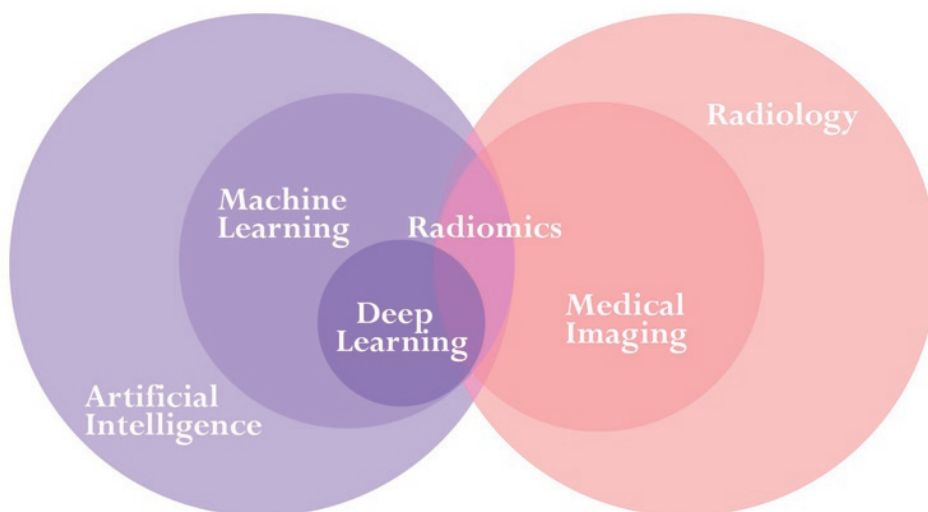 Radiology
Machine
Learning
Radiomics
Deep
Learning
Medical
Imaging
Artificial
Intelligence